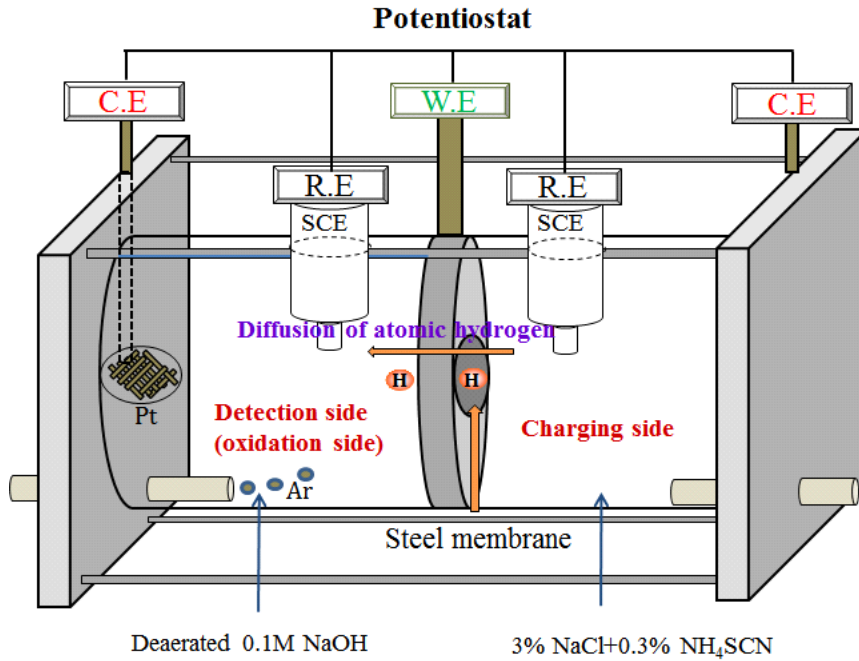 Potentiostat
C.E
W.E
C.E
R.E
R.E
SCE
SCE
Diffusion of atomic hydrogen
H
H
Pt
Detection side
(oxidation side)
Charging side
Ar
Steel membrane
Deaerated 0.1M NaOH
3% NaCl+0.3% NH₄SCN